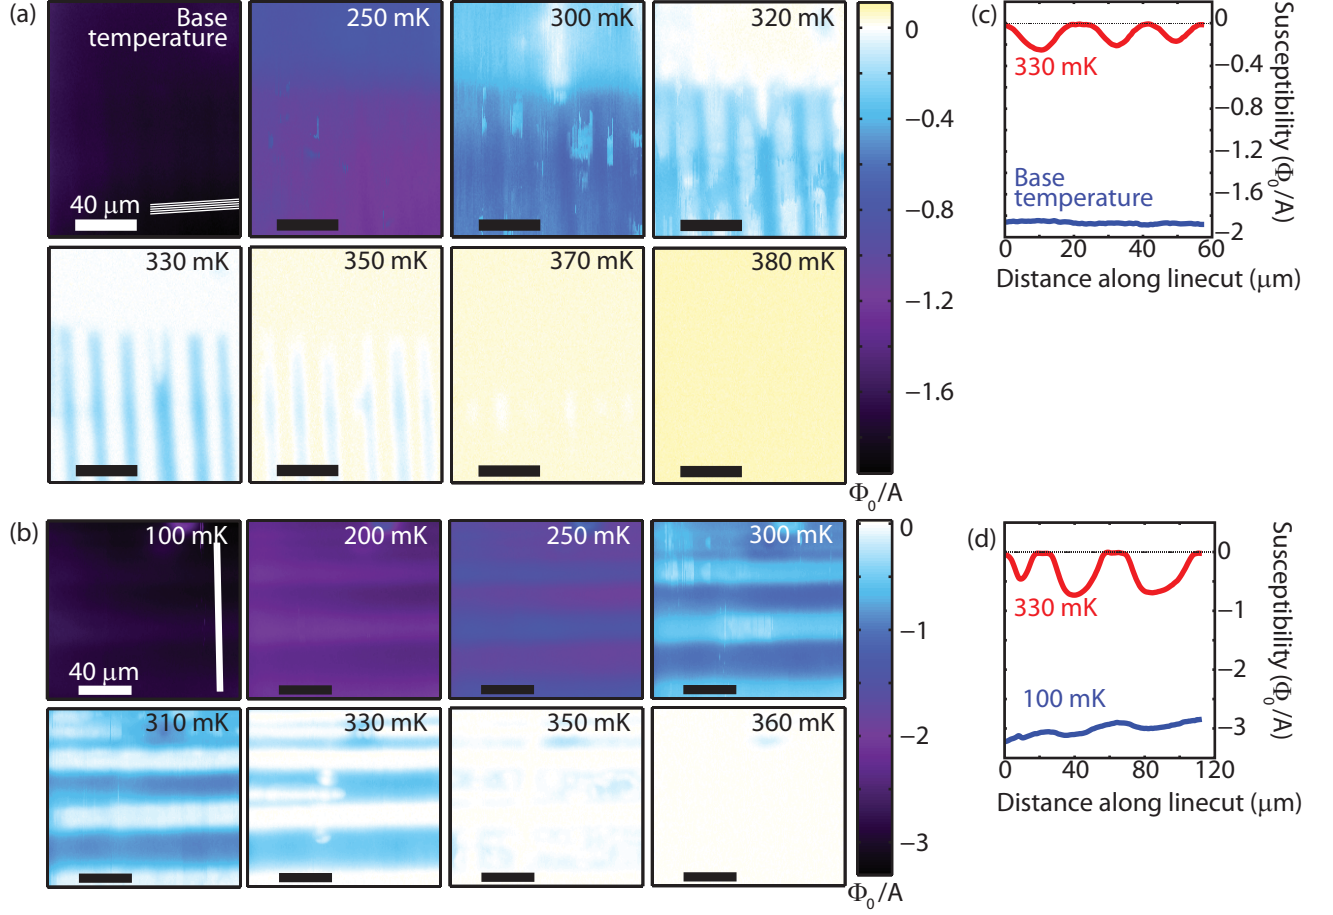 (a)
Base
temperature
40 μm
250 mK
300 mK
320 mK
330 mK
350 mK
370 mK
380 mK
0
−0.4
−0.8
−1.2
−1.6
Φ₀/A
(c)
330 mK
Base
temperature
0
−0.4
−0.8
−1.2
−1.6
−2
Susceptibility (Φ₀/A)
0 20 40 60
Distance along linecut (μm)
(b)
100 mK
40 μm
200 mK
250 mK
300 mK
310 mK
330 mK
350 mK
360 mK
0
−1
−2
−3
Φ₀/A
(d)
330 mK
100 mK
0
−1
−2
−3
Susceptibility (Φ₀/A)
0 40 80 120
Distance along linecut (μm)